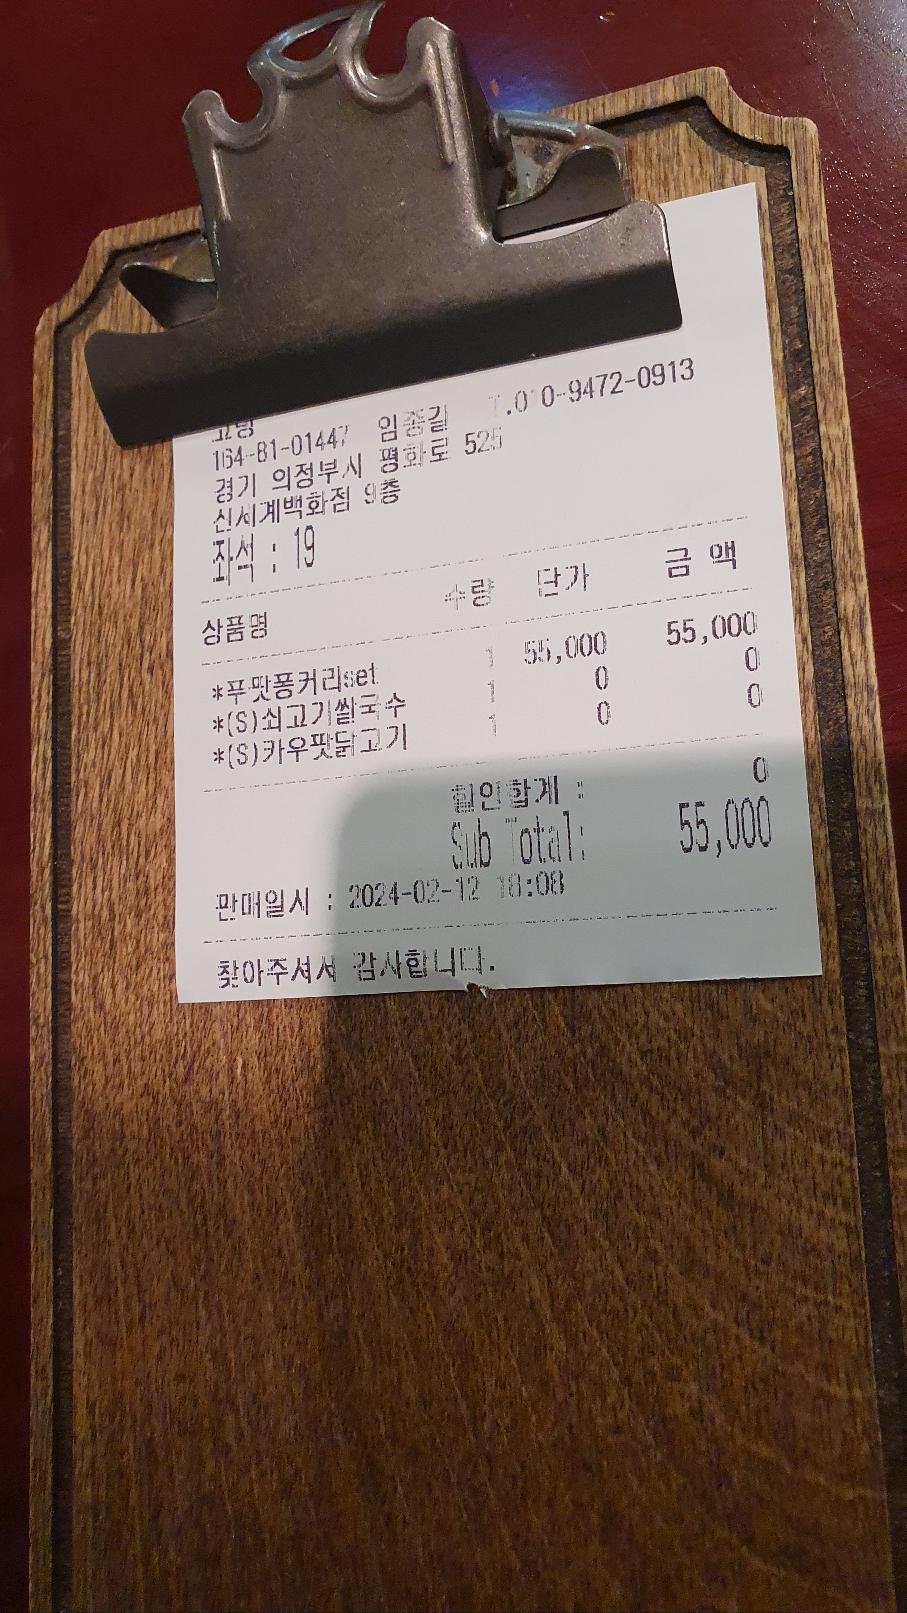 164-81-01447 임종길 T.010-9472-0913
경기 의정부시 평화로 525
신세계백화점 9층
좌석 : 19
상품명 수량 단가 금 액
*푸팟퐁커리set 1 55,000 55,000
*(S)쇠고기쌀국수 1 0 0
*(S)카우팟닭고기 1 0 0
할인합계 : 0
Sub Total: 55,000
판매일시 : 2024-02-12 18:08
찾아주셔서 감사합니다.